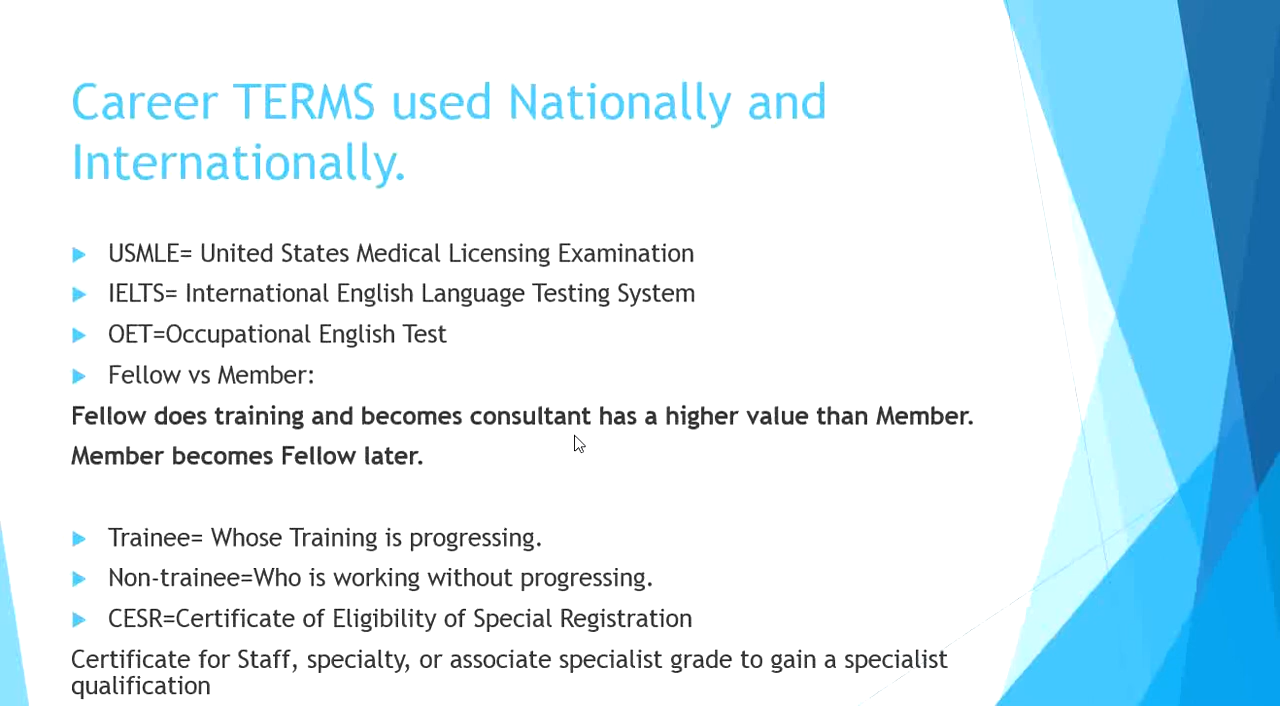 Career TERMS used Nationally and
Internationally.
USMLE= United States Medical Licensing Examination
IELTS= International English Language Testing System
OET=Occupational English Test
Fellow vs Member:
Fellow does training and becomes consultant has a higher value than Member.
Member becomes Fellow later.
Trainee= Whose Training is progressing.
Non-trainee=Who is working without progressing.
CESR=Certificate of Eligibility of Special Registration
Certificate for Staff, specialty, or associate specialist grade to gain a specialist
qualification